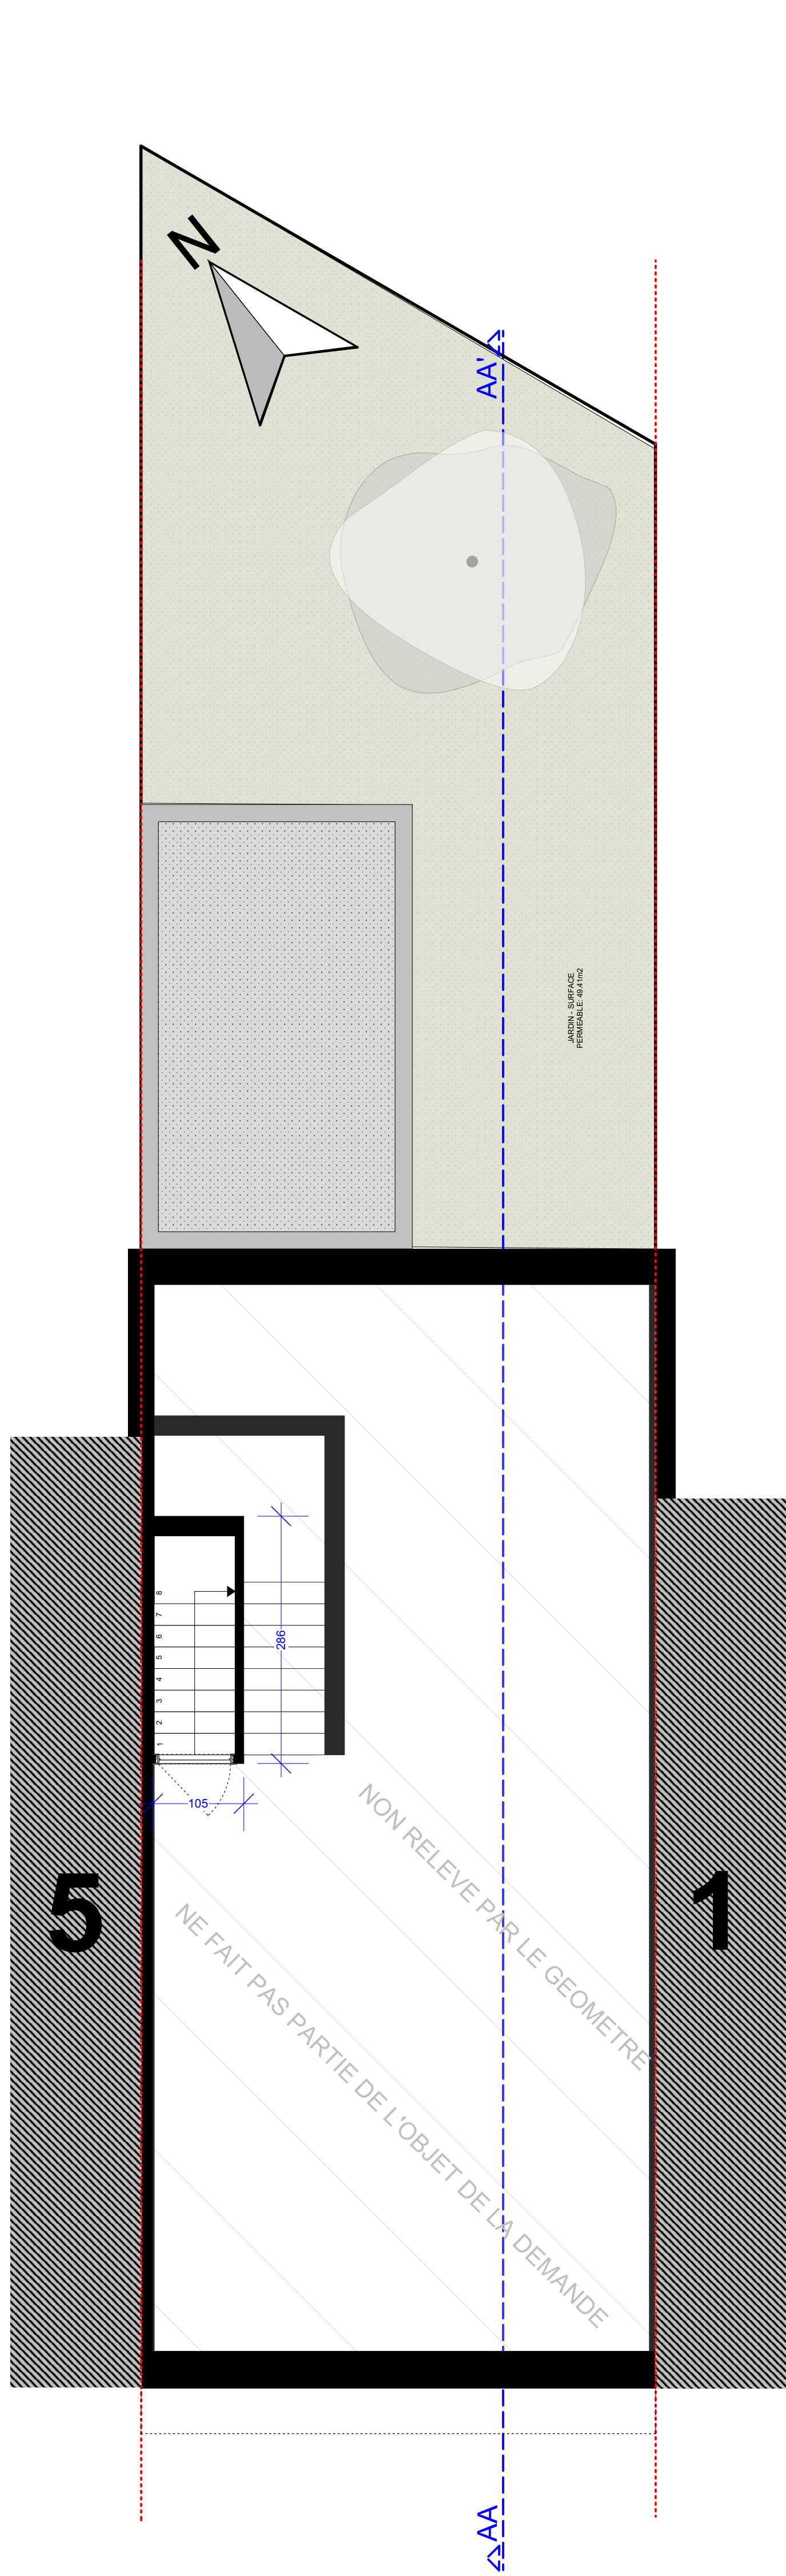 N
AA'
JARDIN - SURFACE
PERMEABLE: 49.41m2
8
7
6
5
4
3
2
1
286
105
NON RELEVE PAR LE GEOMETRE
NE FAIT PAS PARTIE DE L'OBJET DE LA DEMANDE
5
1
AA